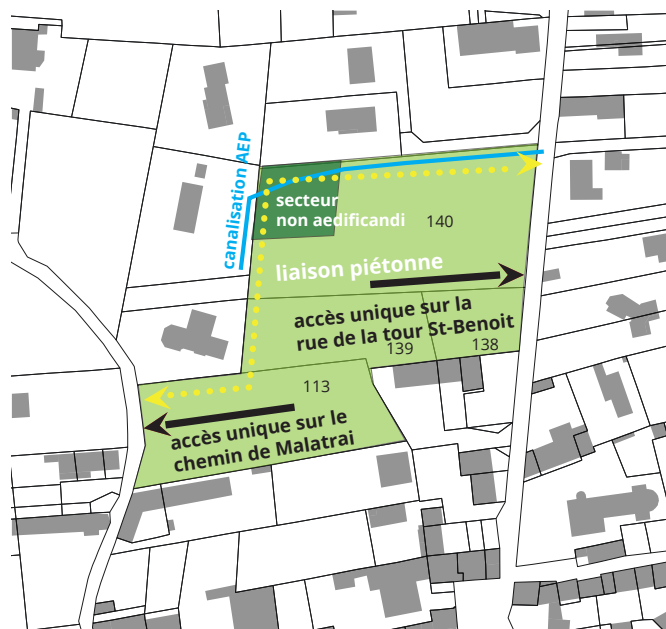 canalisation AEP
secteur
non aedificandi
140
liaison piétonne
accès unique sur la
rue de la tour St-Benoit
139
138
113
accès unique sur le
chemin de Malatrai